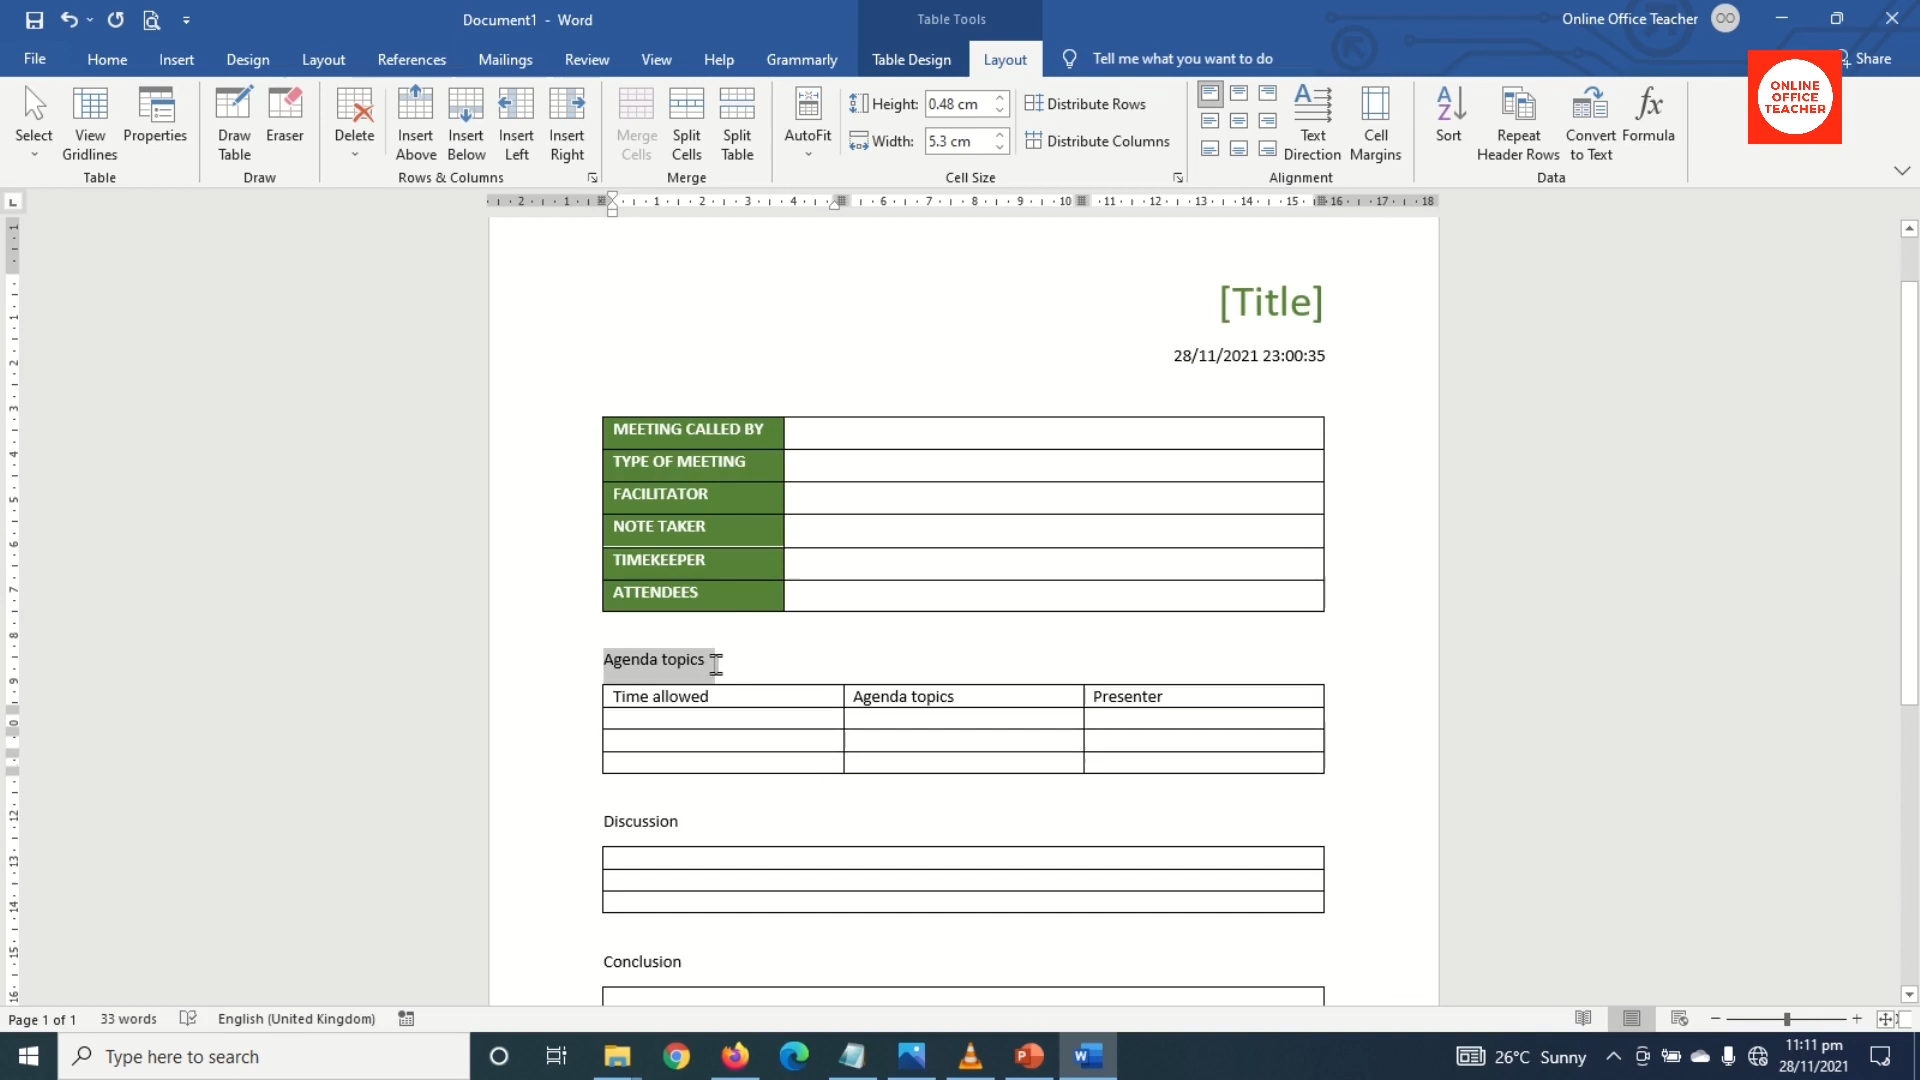 Document1 - Word
Table Tools
Online Office Teacher
OO
File
Home
Insert
Design
Layout
References
Mailings
Review
View
Help
Grammarly
Table Design
Layout
Tell me what you want to do
Share
ONLINE
OFFICE
TEACHER
Select
View
Gridlines
Properties
Table
Draw
Table
Eraser
Draw
Delete
Insert
Above
Insert
Below
Insert
Left
Insert
Right
Rows & Columns
Merge
Cells
Split
Cells
Split
Table
Merge
AutoFit
Height: 0.48 cm
Width: 5.3 cm
Distribute Rows
Distribute Columns
Cell Size
Text
Direction
Cell
Margins
Alignment
Sort
Repeat
Header Rows
Convert
to Text
Formula
Data
[Title]
28/11/2021 23:00:35
MEETING CALLED BY
TYPE OF MEETING
FACILITATOR
NOTE TAKER
TIMEKEEPER
ATTENDEES
Agenda topics
Time allowed
Agenda topics
Presenter
Discussion
Conclusion
Page 1 of 1
33 words
English (United Kingdom)
Type here to search
26°C Sunny
11:11 pm
28/11/2021